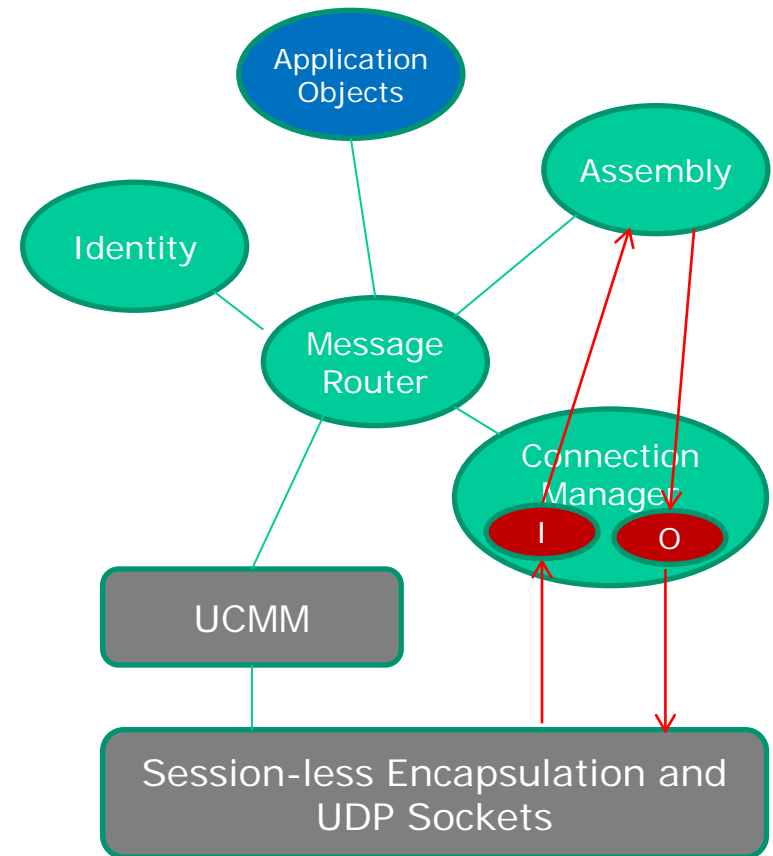 Application
Objects
Assembly
Identity
Message
Router
Connection
Manager
I
O
UCMM
Session-less Encapsulation and
UDP Sockets